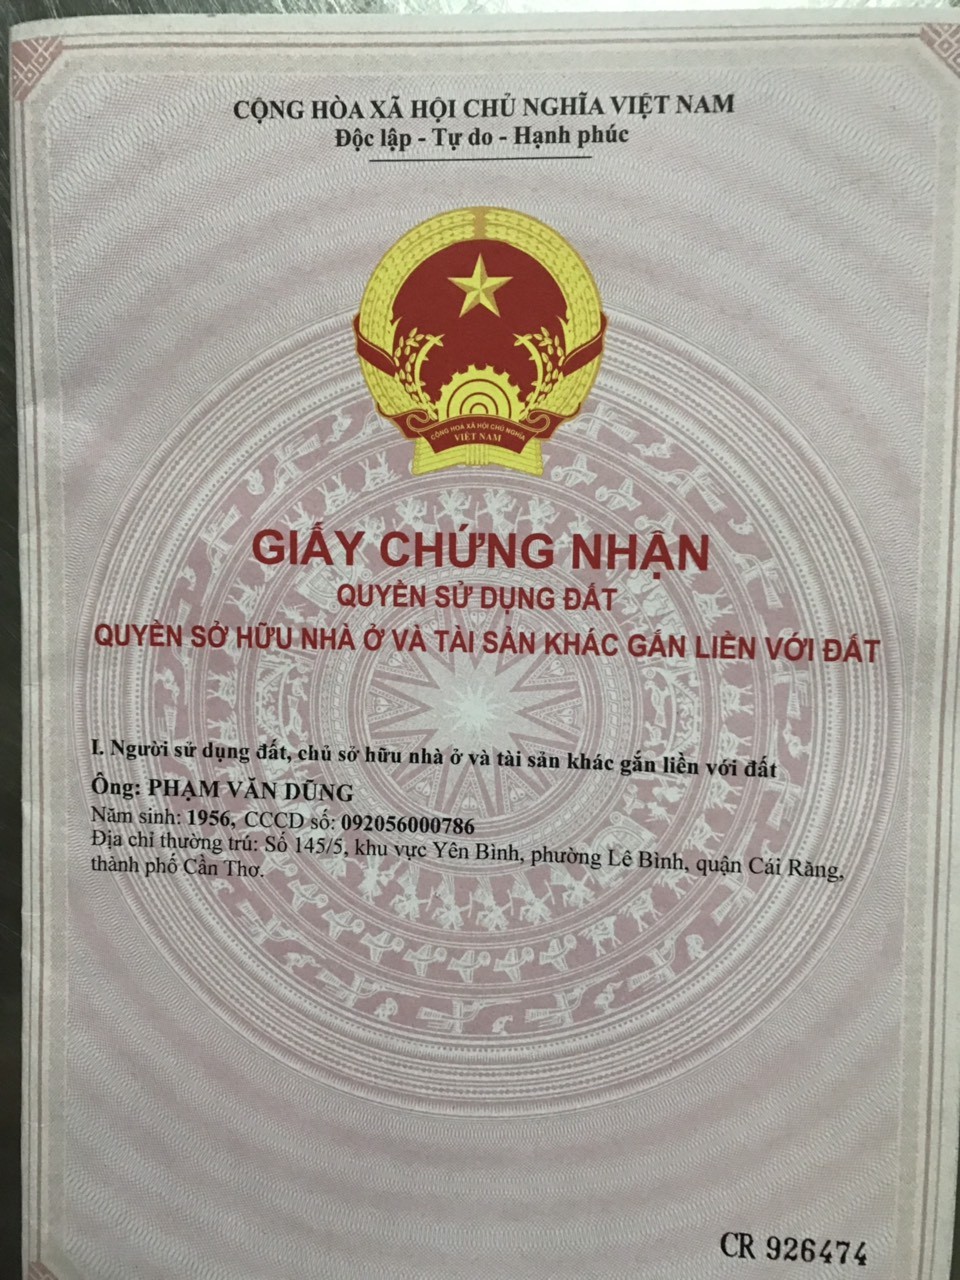 CỘNG HÒA XÃ HỘI CHỦ NGHĨA VIỆT NAM
Độc lập - Tự do - Hạnh phúc
CỘNG HOÀ XÃ HỘI CHỦ NGHĨA
VIỆT NAM
GIẤY CHỨNG NHẬN
QUYỀN SỬ DỤNG ĐẤT
QUYỀN SỞ HỮU NHÀ Ở VÀ TÀI SẢN KHÁC GẮN LIỀN VỚI ĐẤT
I. Người sử dụng đất, chủ sở hữu nhà ở và tài sản khác gắn liền với đất
Ông: PHẠM VĂN DŨNG
Năm sinh: 1956, CCCD số: 092056000786
Địa chỉ thường trú: Số 145/5, khu vực Yên Bình, phường Lê Bình, quận Cái Răng,
thành phố Cần Thơ.
CR 926474